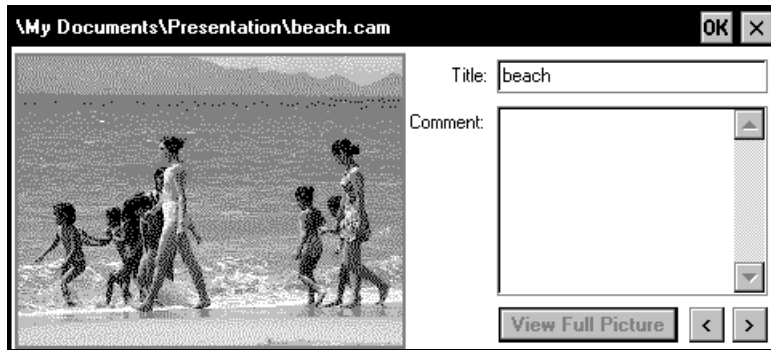 \My Documents\Presentation\beach.cam
OK ×
Title: beach
Comment:
View Full Picture < >